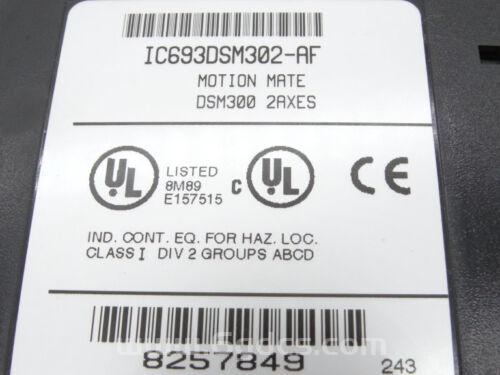 IC693DSM302-AF
MOTION MATE
DSM300 2AXES
UL LISTED
8M89
E157515
C UL CE
IND. CONT. EQ. FOR HAZ. LOC.
CLASS I DIV 2 GROUPS ABCD
8257849
243